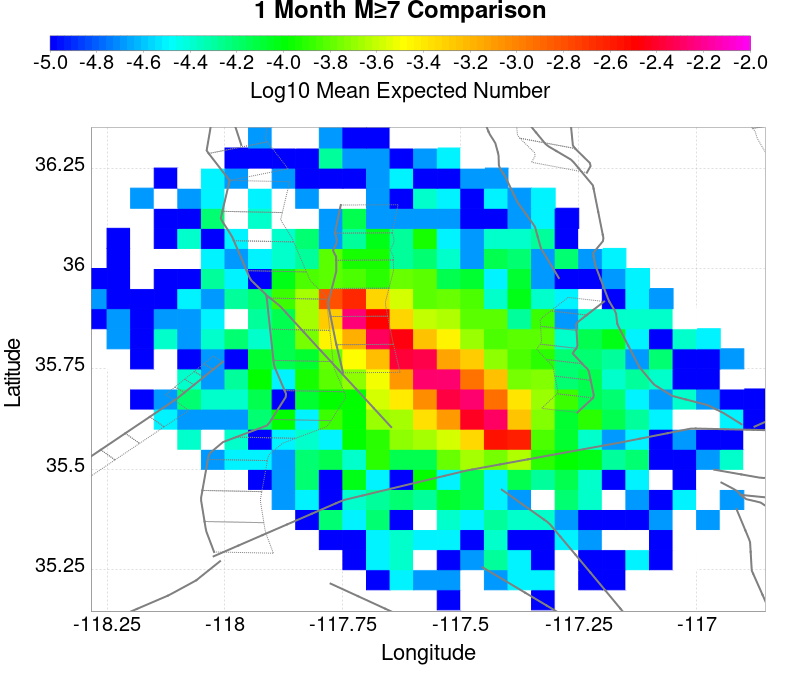 1 Month M≥7 Comparison
-5.0 -4.8 -4.6 -4.4 -4.2 -4.0 -3.8 -3.6 -3.4 -3.2 -3.0 -2.8 -2.6 -2.4 -2.2 -2.0
Log10 Mean Expected Number
36.25
36
35.75
35.5
35.25
Latitude
-118.25 -118 -117.75 -117.5 -117.25 -117
Longitude